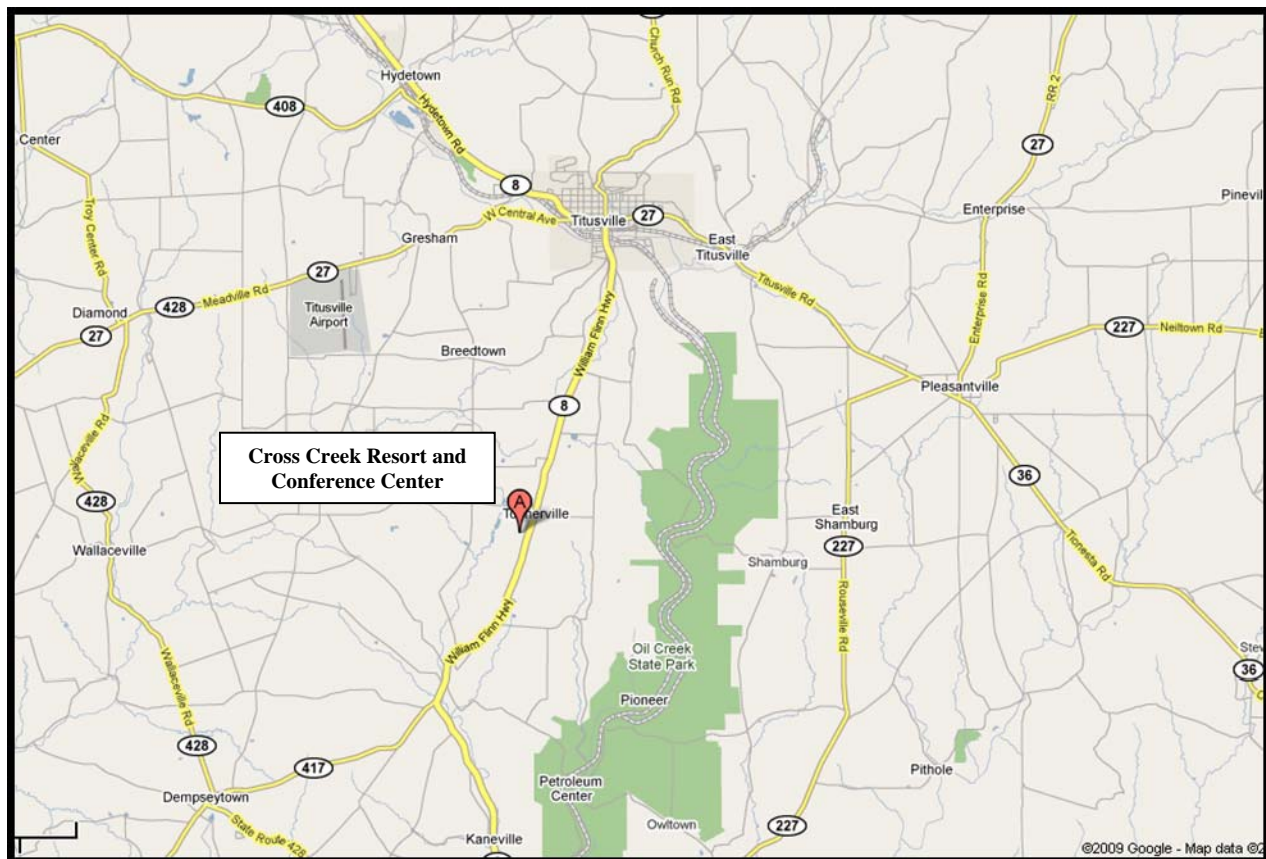 Hydetown
408
Hydetown Rd
Church Run Rd
RR 2
27
Center
8
Enterprise
Troy Center Rd
W Central Ave
Titusville
27
East
Titusville
Gresham
27
Meadville Rd
428
Titusville
Airport
Diamond
27
Titusville Rd
Enterprise Rd
227
Neiltown Rd
Breedtown
William Flinn Hwy
Pleasantville
8
Wallaceville Rd
Cross Creek Resort and
Conference Center
A
428
Wallaceville
36
East
Shamburg
227
Shamburg
Tionesta Rd
Rouseville Rd
William Flinn Hwy
Oil Creek
State Park
Pioneer
36
Wallaceville Rd
428
417
Dempseytown
State Route 428
Petroleum
Center
Pithole
Owltown
227
Kaneville
©2009 Google - Map data